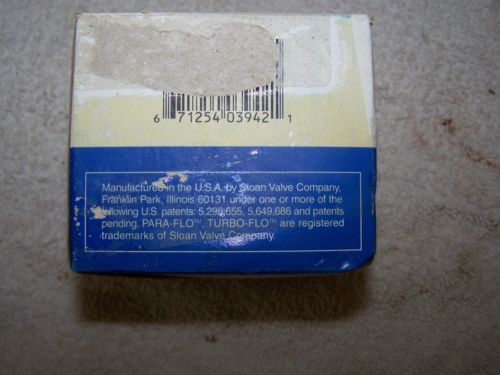 6 71254 03942 1
Manufactured in the U.S.A. by Sloan Valve Company,
Franklin Park, Illinois 60131 under one or more of the
following U.S. patents: 5,295,655, 5,649,686 and patents
pending. PARA-FLO™, TURBO-FLO™ are registered
trademarks of Sloan Valve Company.